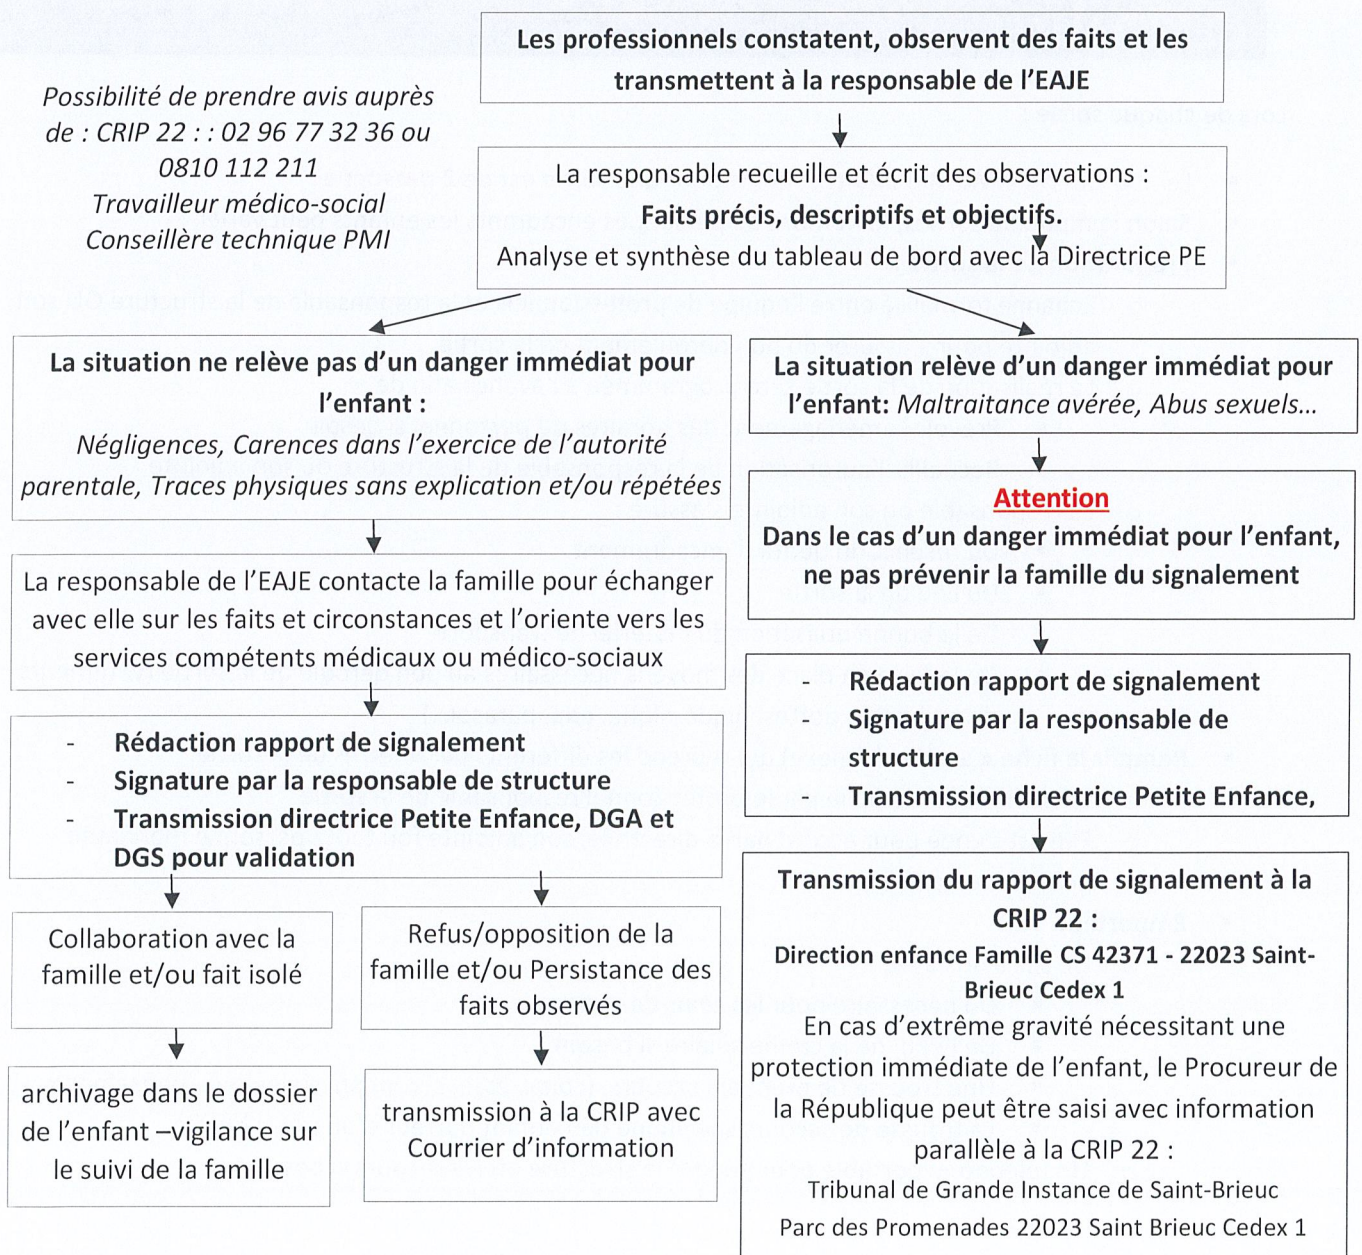 Les professionnels constatent, observent des faits et les
transmettent à la responsable de l'EAJE
Possibilité de prendre avis auprès
de : CRIP 22 : : 02 96 77 32 36 ou
0810 112 211
Travailleur médico-social
Conseillère technique PMI
La responsable recueille et écrit des observations :
Faits précis, descriptifs et objectifs.
Analyse et synthèse du tableau de bord avec la Directrice PE
La situation ne relève pas d'un danger immédiat pour
l'enfant :
Négligences, Carences dans l'exercice de l'autorité
parentale, Traces physiques sans explication et/ou répétées
La responsable de l'EAJE contacte la famille pour échanger
avec elle sur les faits et circonstances et l'oriente vers les
services compétents médicaux ou médico-sociaux
- Rédaction rapport de signalement
- Signature par la responsable de structure
- Transmission directrice Petite Enfance, DGA et
DGS pour validation
Collaboration avec la
famille et/ou fait isolé
archivage dans le dossier
de l'enfant –vigilance sur
le suivi de la famille
Refus/opposition de la
famille et/ou Persistance des
faits observés
transmission à la CRIP avec
Courrier d'information
La situation relève d'un danger immédiat pour
l'enfant: Maltraitance avérée, Abus sexuels...
Attention
Dans le cas d'un danger immédiat pour l'enfant,
ne pas prévenir la famille du signalement
- Rédaction rapport de signalement
- Signature par la responsable de
structure
- Transmission directrice Petite Enfance,
Transmission du rapport de signalement à la
CRIP 22 :
Direction enfance Famille CS 42371 - 22023 Saint-
Brieuc Cedex 1
En cas d'extrême gravité nécessitant une
protection immédiate de l'enfant, le Procureur de
la République peut être saisi avec information
parallèle à la CRIP 22 :
Tribunal de Grande Instance de Saint-Brieuc
Parc des Promenades 22023 Saint Brieuc Cedex 1